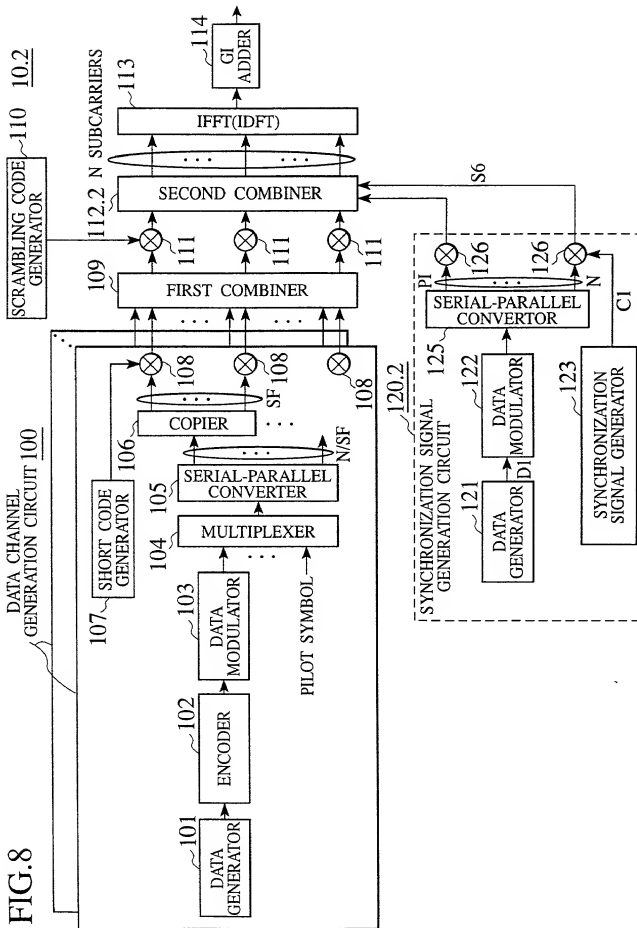 FIG.8
DATA CHANNEL
GENERATION CIRCUIT 100
101
DATA
GENERATOR
102
ENCODER
103
DATA
MODULATOR
PILOT SYMBOL
104
MULTIPLEXER
105
SERIAL-PARALLEL
CONVERTER
N/SF
106
COPIER
SF
107
SHORT CODE
GENERATOR
108
108
108
109
FIRST COMBINER
SCRAMBLING CODE
GENERATOR
110
111
111
111
112.2
SECOND COMBINER
N SUBCARRIERS
IFFT(IDFT)
113
GI
ADDER
114
10.2
S6
SYNCHRONIZATION SIGNAL
GENERATION CIRCUIT
120.2
121
DATA
GENERATOR
D1
122
DATA
MODULATOR
125
SERIAL-PARALLEL
CONVERTOR
PI
N
126
126
C1
123
SYNCHRONIZATION
SIGNAL GENERATOR